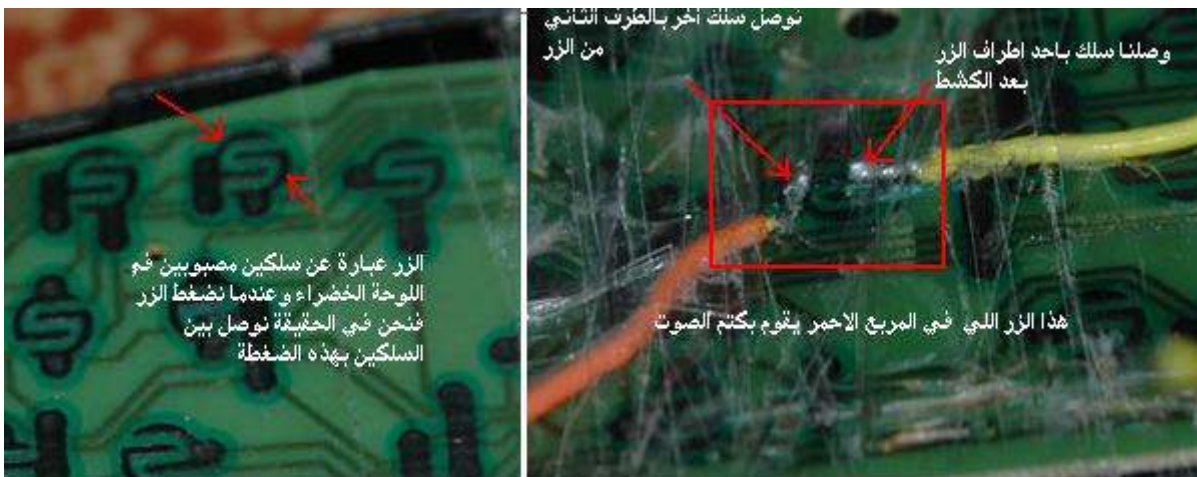 الزر عبارة عن سلكين مصبوبين في
اللوحة الخضراء وعندما نضغط الزر
فنحن في الحقيقة نوصل بين
السلكين بهذه الضغطة
نوصل سلك آخر بالطرف الثاني
من الزر
وصلنا سلك باحد اطراف الزر
بعد الكشط
هذا الزر اللي في المربع الاحمر يقوم بكتم الصوت